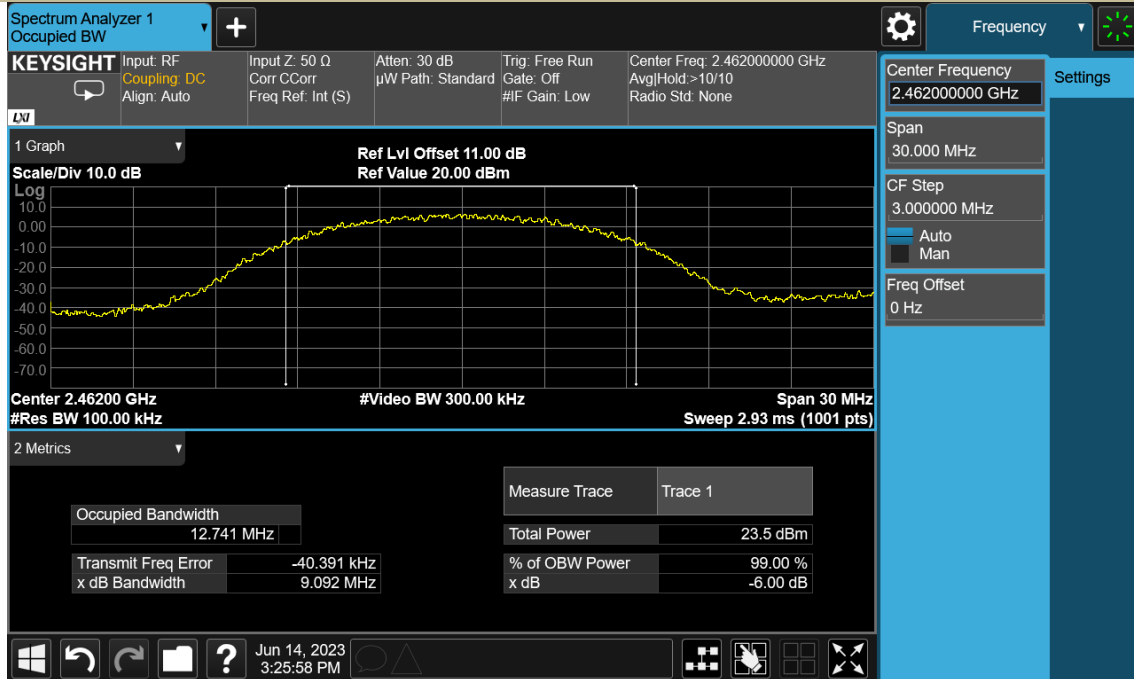 Spectrum Analyzer 1
Occupied BW
+
Frequency
KEYSIGHT
LXI
Input: RF
Coupling: DC
Align: Auto
Input Z: 50 Ω
Corr CCorr
Freq Ref: Int (S)
Atten: 30 dB
µW Path: Standard
Trig: Free Run
Gate: Off
#IF Gain: Low
Center Freq: 2.462000000 GHz
Avg|Hold:>10/10
Radio Std: None
1 Graph
Scale/Div 10.0 dB
Ref Lvl Offset 11.00 dB
Ref Value 20.00 dBm
Log
10.0
0.00
-10.0
-20.0
-30.0
-40.0
-50.0
-60.0
-70.0
Center 2.46200 GHz
#Video BW 300.00 kHz
Span 30 MHz
#Res BW 100.00 kHz
Sweep 2.93 ms (1001 pts)
2 Metrics
Measure Trace Trace 1
Occupied Bandwidth
12.741 MHz
Total Power 23.5 dBm
Transmit Freq Error -40.391 kHz
% of OBW Power 99.00 %
x dB Bandwidth 9.092 MHz
x dB -6.00 dB
?
Jun 14, 2023
3:25:58 PM
Center Frequency
2.462000000 GHz
Span
30.000 MHz
CF Step
3.000000 MHz
Auto
Man
Freq Offset
0 Hz
Settings